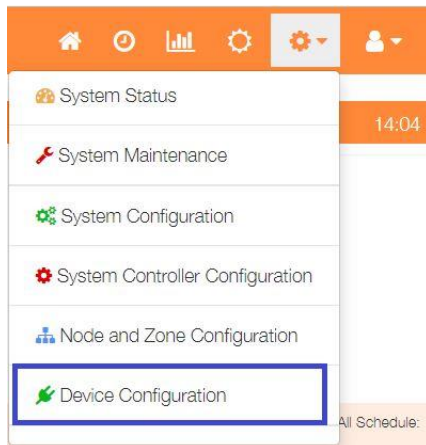 System Status
14:04
System Maintenance
System Configuration
System Controller Configuration
Node and Zone Configuration
Device Configuration
All Schedule: